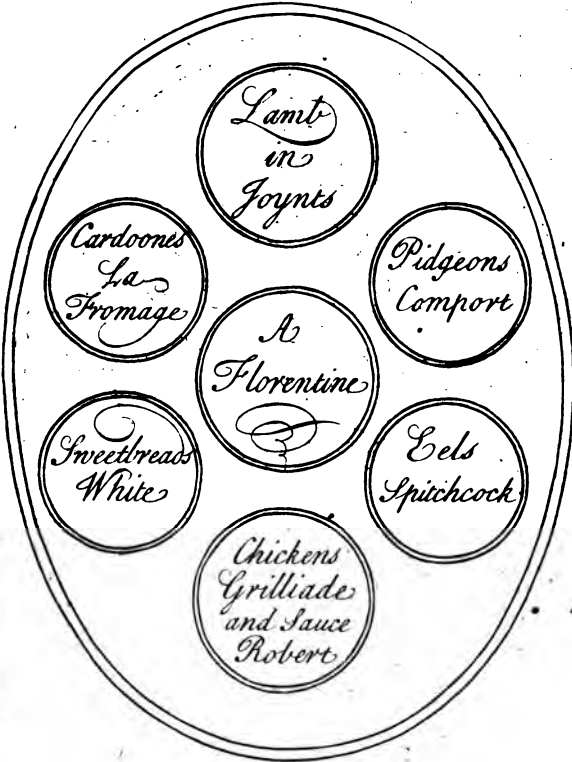 Lamb
in
Joynts
Cardoones
La
Fromage
Pidgeons
Comport
A
Florentine
Sweetbreads
White
Eels
Spitchcock
Chickens
Grilliade
and Sauce
Robert